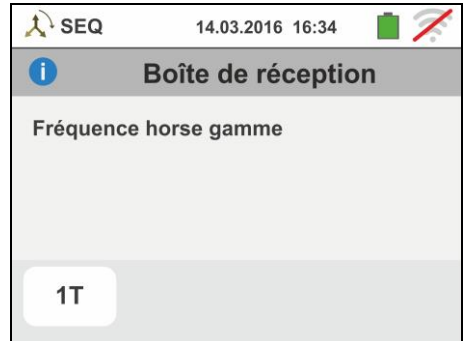 SEQ 14.03.2016 16:34
Boîte de réception
Fréquence horse gamme
1T